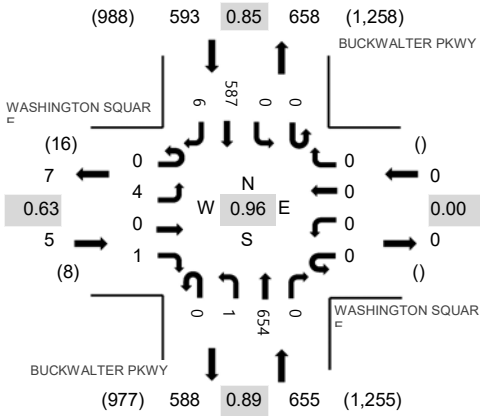 (988) 593 0.85 658 (1,258)
BUCKWALTER PKWY
6 587 0 0
WASHINGTON SQUAR
E
(16)
7
0
4
0
1
0.63
5
(8)
N
W 0.96 E
S
0
0
0
0
()
0
0.00
0
()
0 1 654 0
WASHINGTON SQUAR
E
BUCKWALTER PKWY
(977) 588 0.89 655 (1,255)